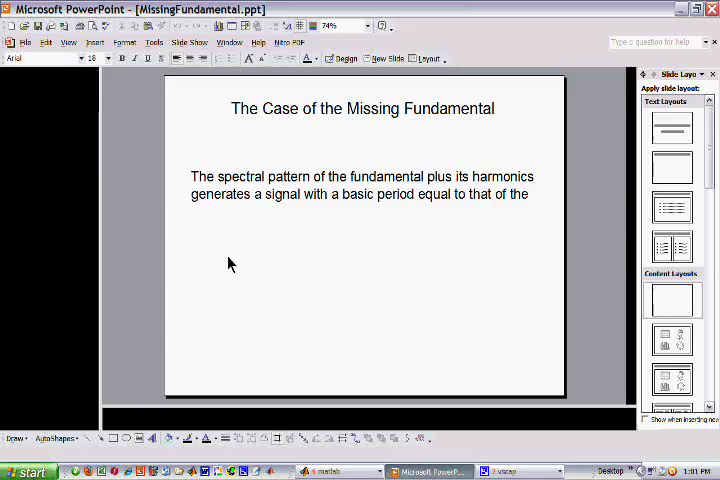 Microsoft PowerPoint - [MissingFundamental.ppt]
74%
File Edit View Insert Format Tools Slide Show Window Help Nitro PDF
Type a question for help
Arial 18 B I U S Design New Slide Layout
Slide Layo
Apply slide layout:
Text Layouts
The Case of the Missing Fundamental
The spectral pattern of the fundamental plus its harmonics
generates a signal with a basic period equal to that of the
Content Layouts
Show when inserting new
Draw AutoShapes
start
4 matlab
Microsoft PowerP...
7 vscap
Desktop
1:01 PM